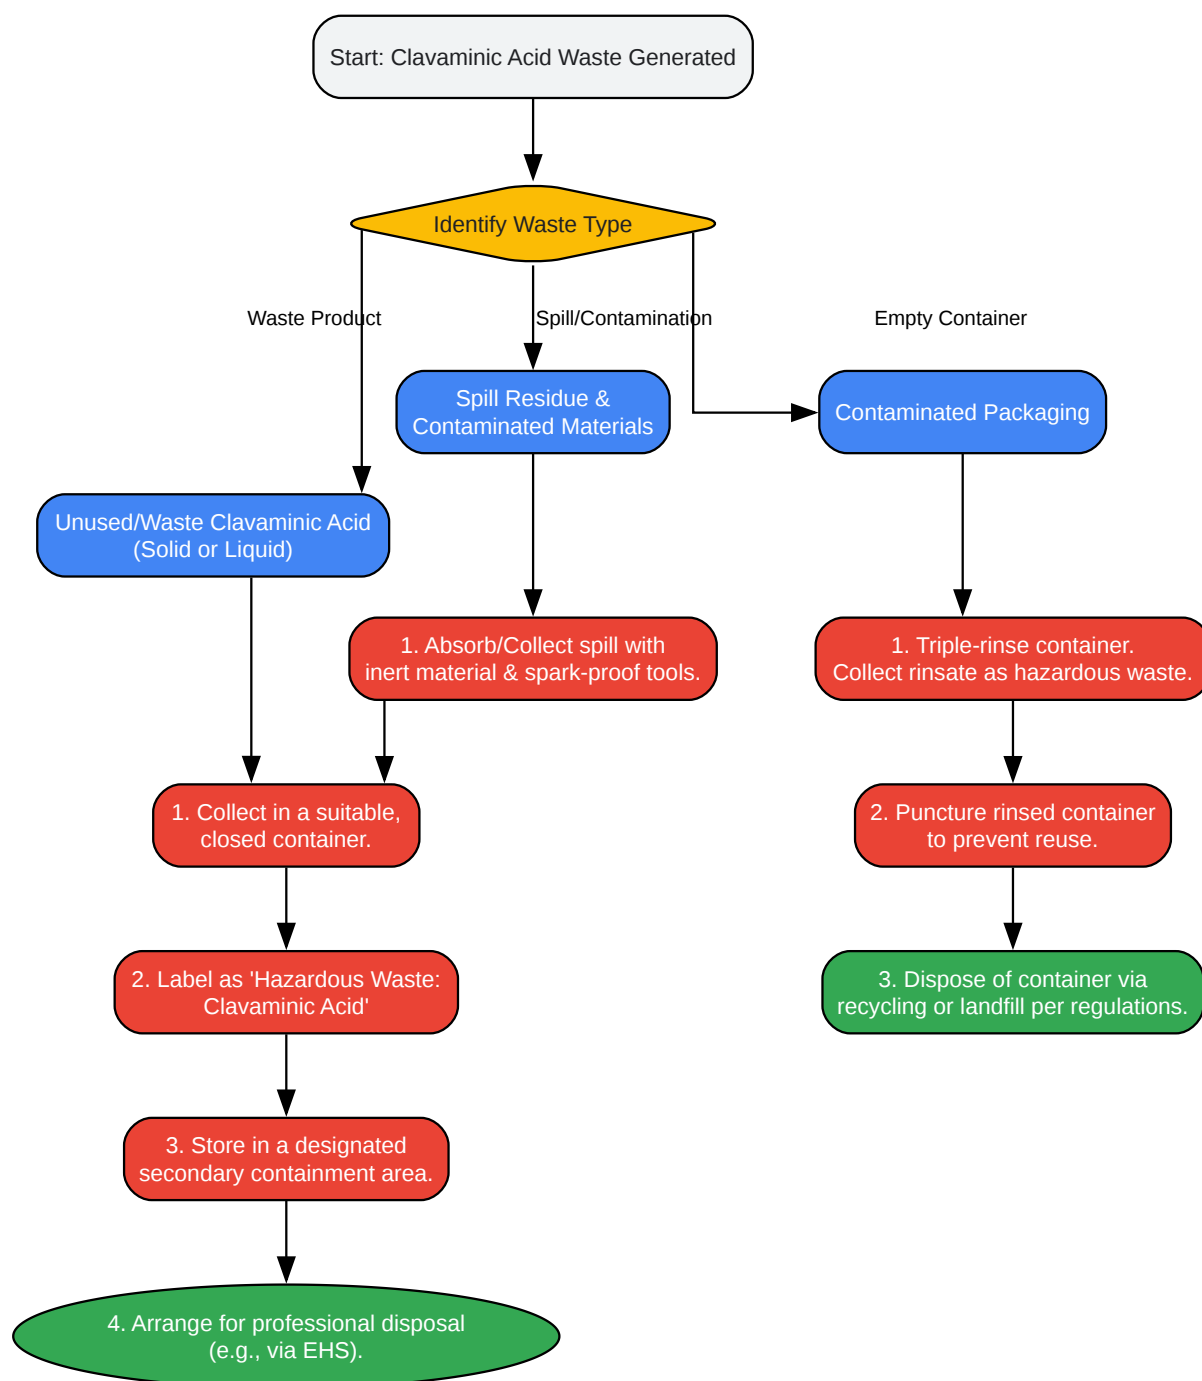 Start: Clavaminic Acid Waste Generated
Identify Waste Type
Waste Product
Spill/Contamination
Empty Container
Spill Residue &
Contaminated Materials
Contaminated Packaging
Unused/Waste Clavaminic Acid
(Solid or Liquid)
1. Absorb/Collect spill with
inert material & spark-proof tools.
1. Triple-rinse container.
Collect rinsate as hazardous waste.
1. Collect in a suitable,
closed container.
2. Puncture rinsed container
to prevent reuse.
2. Label as 'Hazardous Waste:
Clavaminic Acid'
3. Dispose of container via
recycling or landfill per regulations.
3. Store in a designated
secondary containment area.
4. Arrange for professional disposal
(e.g., via EHS).